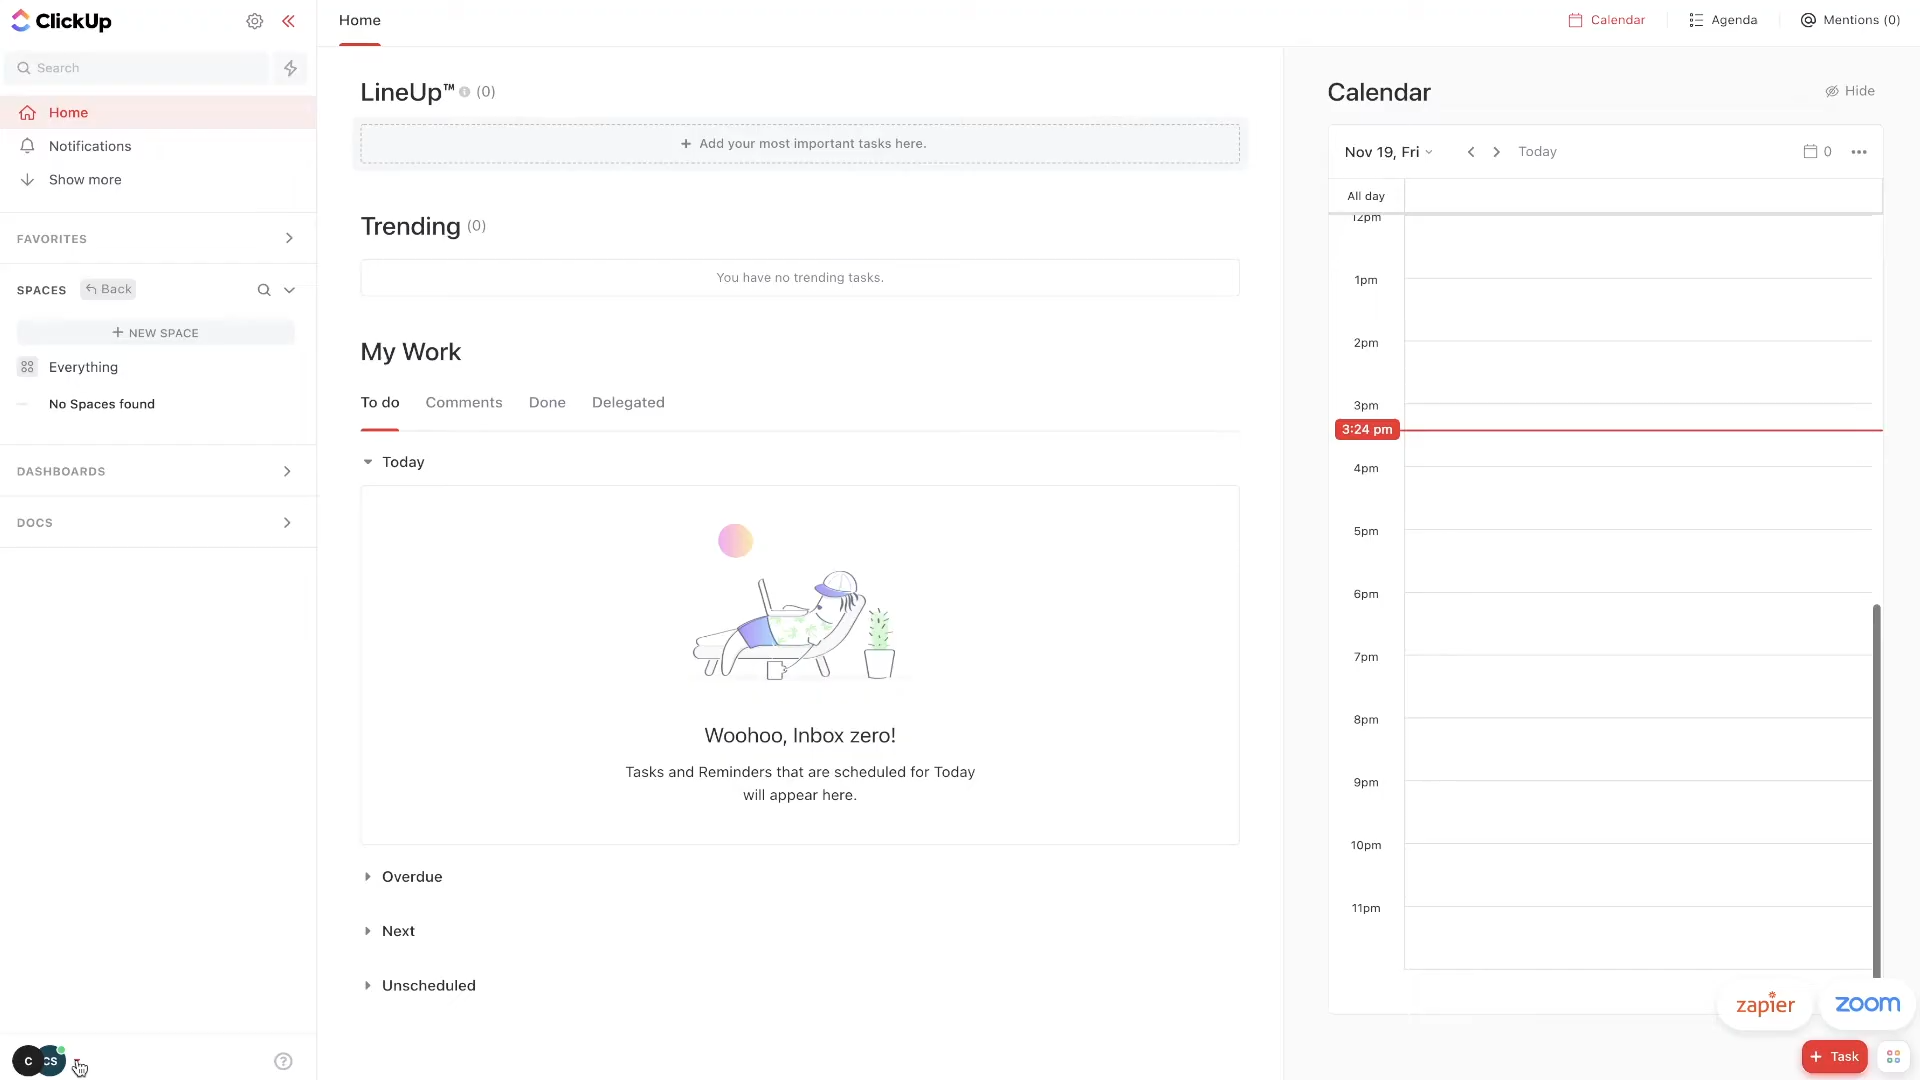 ClickUp
Search
Home
Notifications
Show more
FAVORITES
SPACES
Back
+ NEW SPACE
Everything
No Spaces found
DASHBOARDS
DOCS
C
CS
Home
Calendar
Agenda
Mentions (0)
LineUp™ (0)
+ Add your most important tasks here.
Trending (0)
You have no trending tasks.
My Work
To do
Comments
Done
Delegated
Today
Woohoo, Inbox zero!
Tasks and Reminders that are scheduled for Today
will appear here.
Overdue
Next
Unscheduled
Calendar
Hide
Nov 19, Fri
Today
0
All day
12pm
1pm
2pm
3pm
3:24 pm
4pm
5pm
6pm
7pm
8pm
9pm
10pm
11pm
zapier
zoom
+ Task